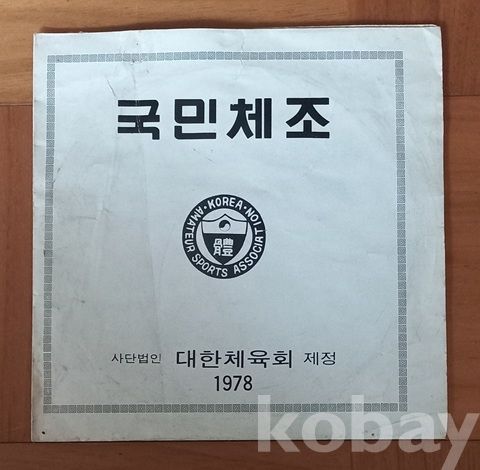 국민체조
KOREA
AMATEUR SPORTS ASSOCIATION
體
사단법인 대한체육회 제정
1978
kobay